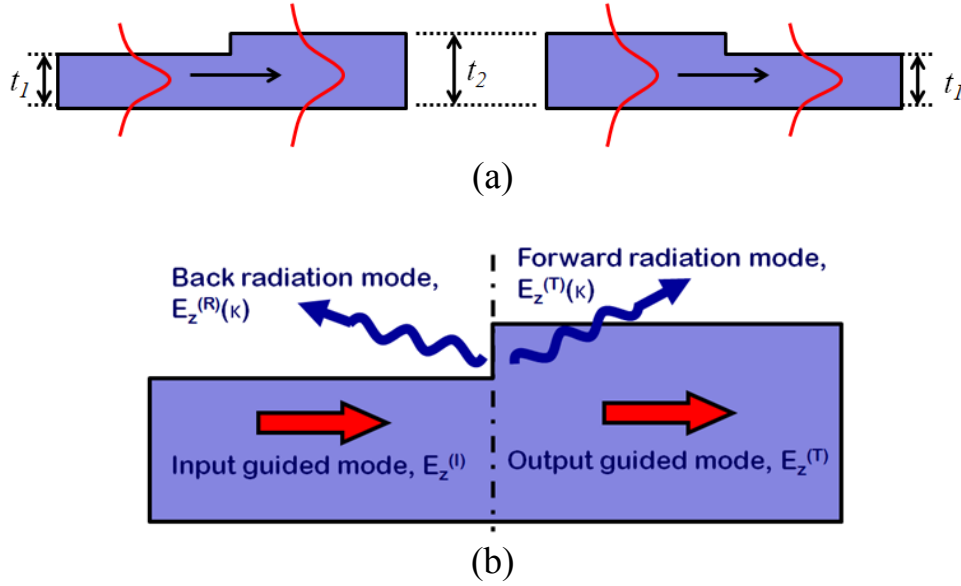 t1
t2
t1
(a)
Back radiation mode,
Ez(R)(κ)
Forward radiation mode,
Ez(T)(κ)
Input guided mode, Ez(I)
Output guided mode, Ez(T)
(b)